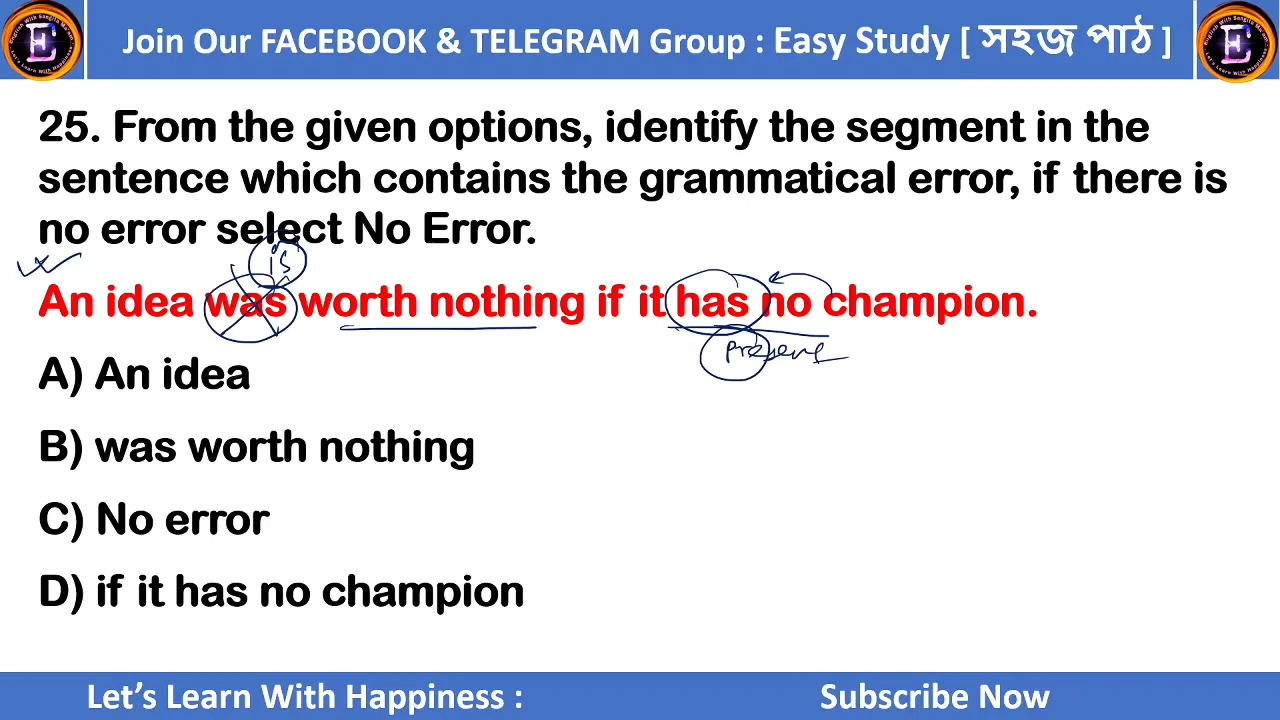 Join Our FACEBOOK & TELEGRAM Group : Easy Study [ সহজ পাঠ ]
25. From the given options, identify the segment in the
sentence which contains the grammatical error, if there is
no error select No Error.
is
An idea was worth nothing if it has no champion.
present
A) An idea
B) was worth nothing
C) No error
D) if it has no champion
Let's Learn With Happiness :
Subscribe Now